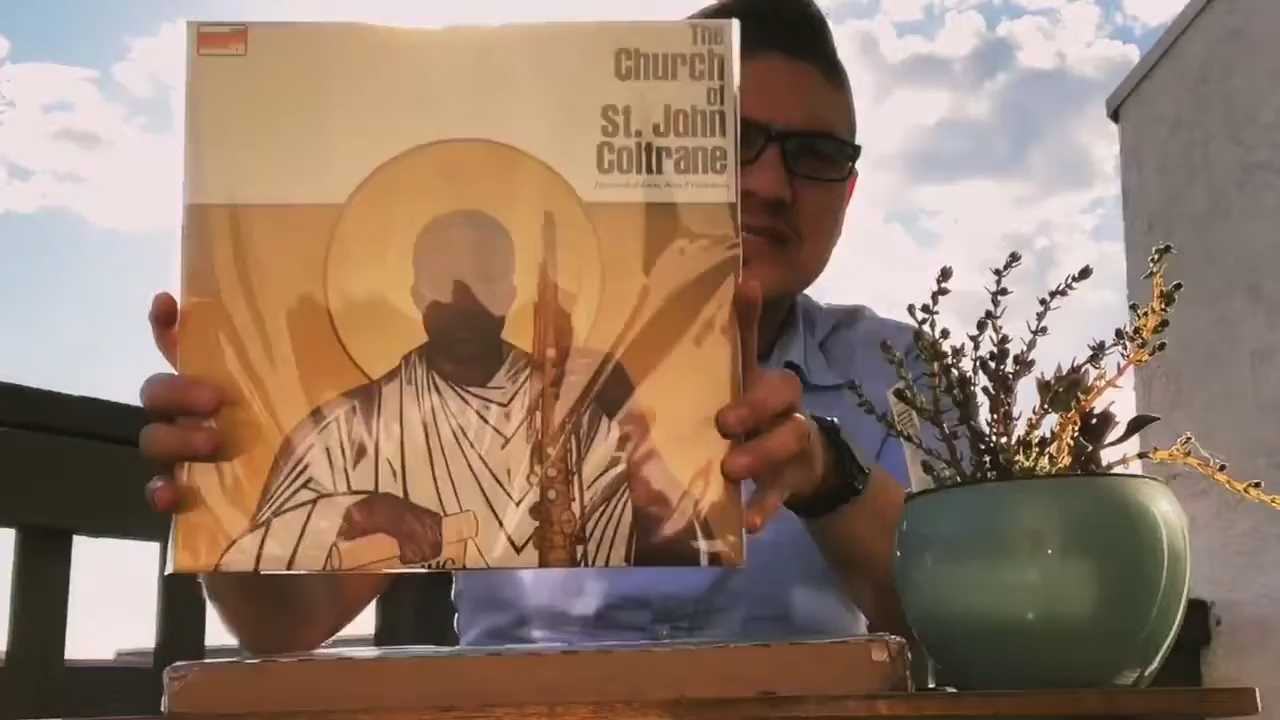 The
Church
of
St. John
Coltrane